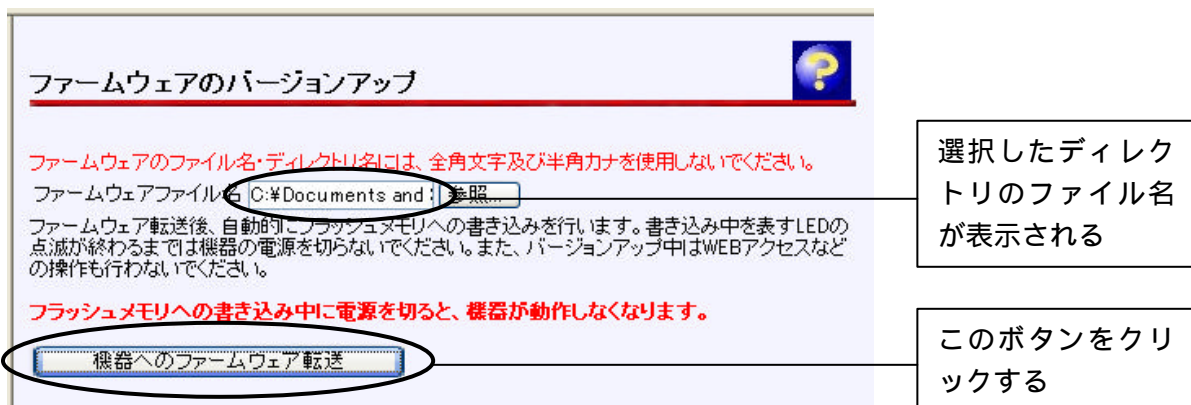 ファームウェアのバージョンアップ
?
ファームウェアのファイル名・ディレクトリ名には、全角文字及び半角カナを使用しないでください。
ファームウェアファイル名 C:¥Documents and 参照...
ファームウェア転送後、自動的にフラッシュメモリへの書き込みを行います。書き込み中を表すLEDの
点滅が終わるまでは機器の電源を切らないでください。また、バージョンアップ中はWEBアクセスなど
の操作も行わないでください。
フラッシュメモリへの書き込み中に電源を切ると、機器が動作しなくなります。
機器へのファームウェア転送
選択したディレク
トリのファイル名
が表示される
このボタンをクリ
ックする